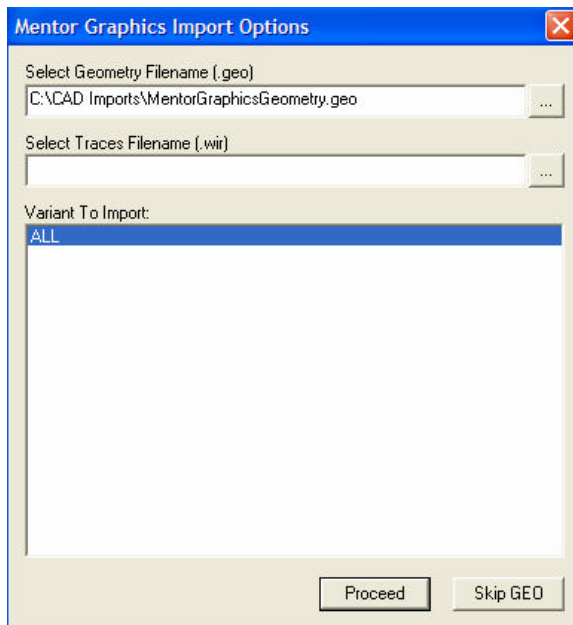 Mentor Graphics Import Options
Select Geometry Filename (.geo)
C:\CAD Imports\MentorGraphicsGeometry.geo
...
Select Traces Filename (.wir)
...
Variant To Import:
ALL
Proceed Skip GEO